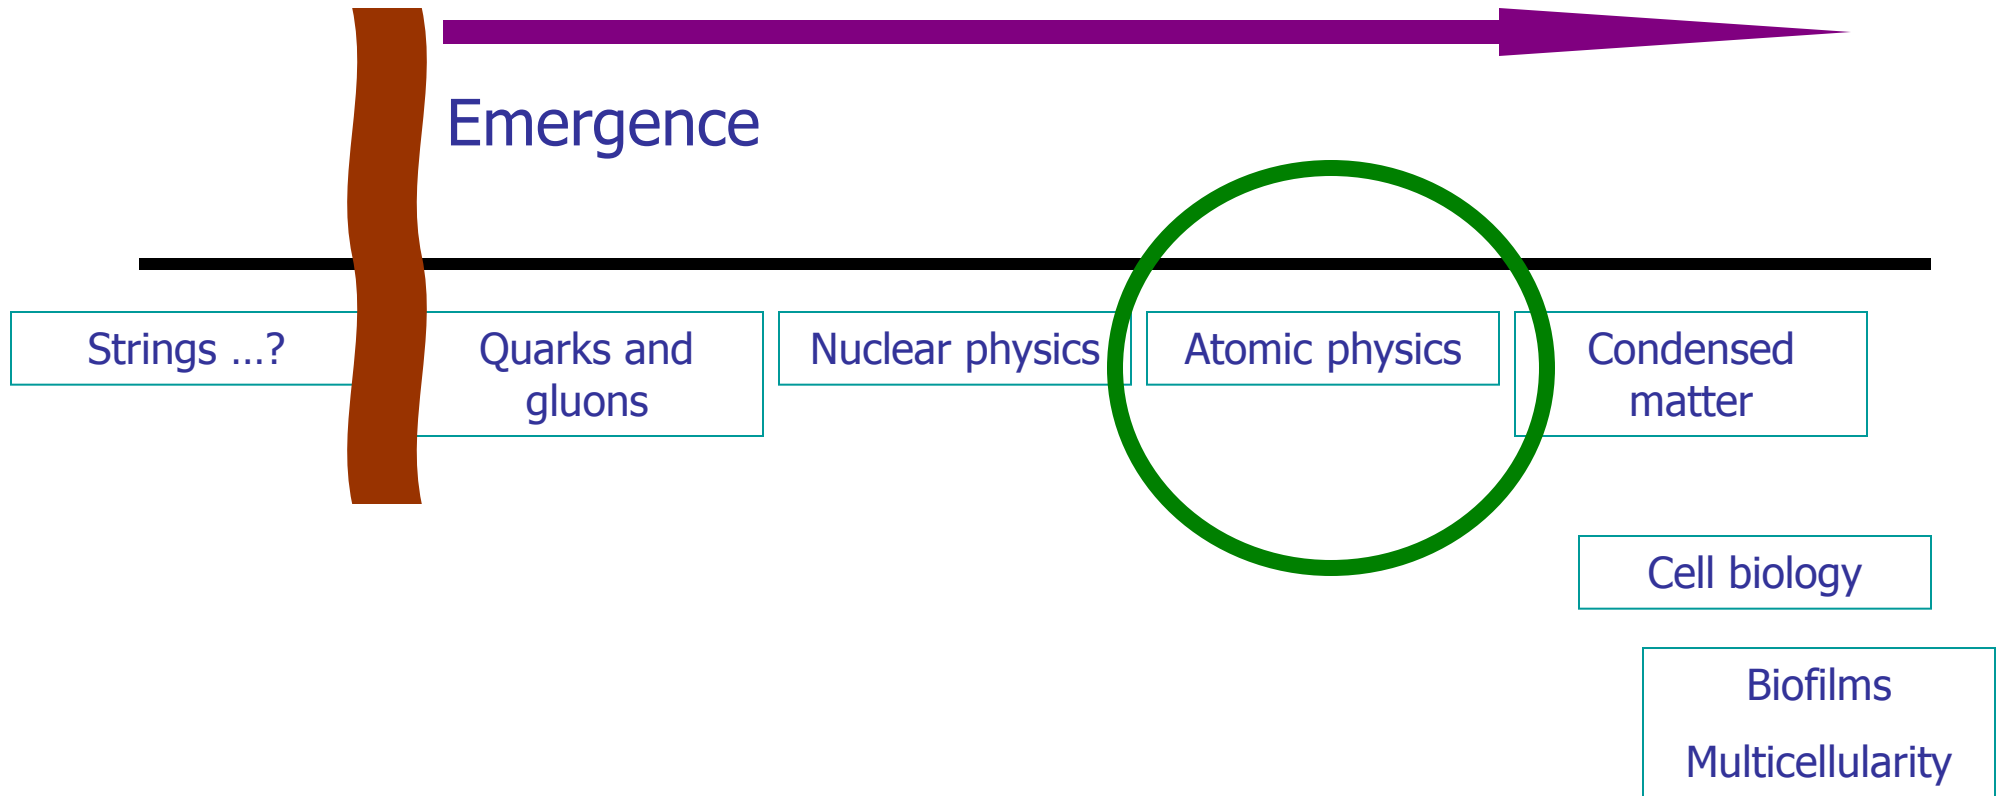 Emergence
Strings …?
Quarks and
gluons
Nuclear physics
Atomic physics
Condensed
matter
Cell biology
Biofilms
Multicellularity